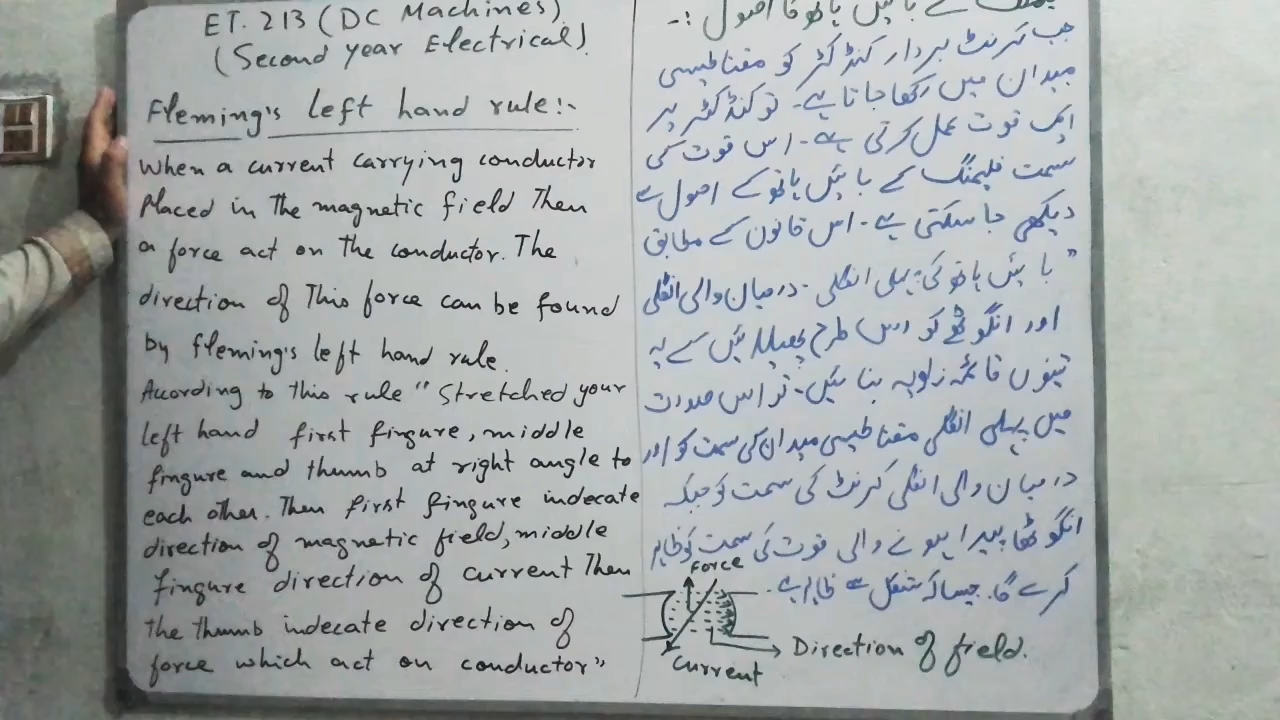 ET. 213 (DC Machines)
(Second year Electrical)
Fleming's left hand rule:-
When a current carrying conductor
Placed in The magnetic field Then
a force act on The conductor. The
direction of This force can be found
by fleming's left hand rule.
According to this rule "Stretched your
left hand first fingure, middle
fingure and thumb at right angle to
each other. Then first fingure indecate
direction of magnetic field, middle
fingure direction of current Then
The thumb indecate direction of
force which act on conductor"
کے بائیں ہاتھ کا اصول :-
جب کرنٹ بردار کنڈکٹر کو مقناطیسی
میدان میں رکھا جاتا ہے۔ تو کنڈکٹر پر
ایک قوت عمل کرتی ہے۔ اس قوت کی
سمت فلیمنگ کے بائیں ہاتھ کے اصول سے
دیکھی جا سکتی ہے۔ اس قانون کے مطابق
"بائیں ہاتھ کی پہلی انگلی۔ درمیان والی انگلی
اور انگوٹھے کو اس طرح پھیلائیں کے یہ
تینوں قائمہ زاویہ بنائیں۔ تو اس صورت
میں پہلی انگلی مقناطیسی میدان کی سمت کو اور
درمیان والی انگلی کرنٹ کی سمت کو جبکہ
انگوٹھا پیدا ہونے والی قوت کی سمت کو ظاہر
کرے گا۔ جیسا کہ شکل سے ظاہر ہے۔
Force
Direction of field.
Current